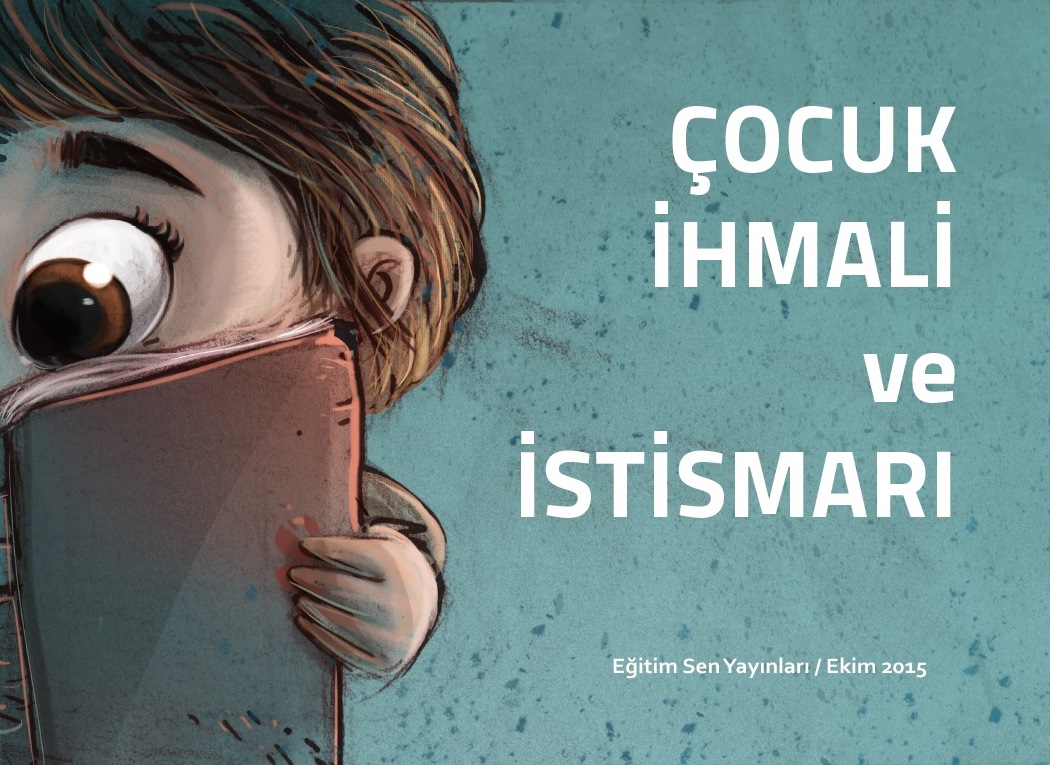 ÇOCUK
İHMALİ
ve
İSTİSMARI
Eğitim Sen Yayınları / Ekim 2015